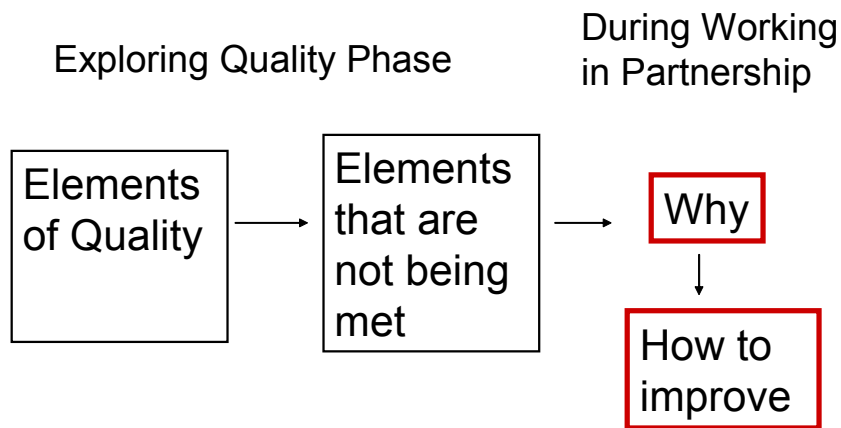 Exploring Quality Phase
During Working
in Partnership
Elements
of Quality
Elements
that are
not being
met
Why
How to
improve